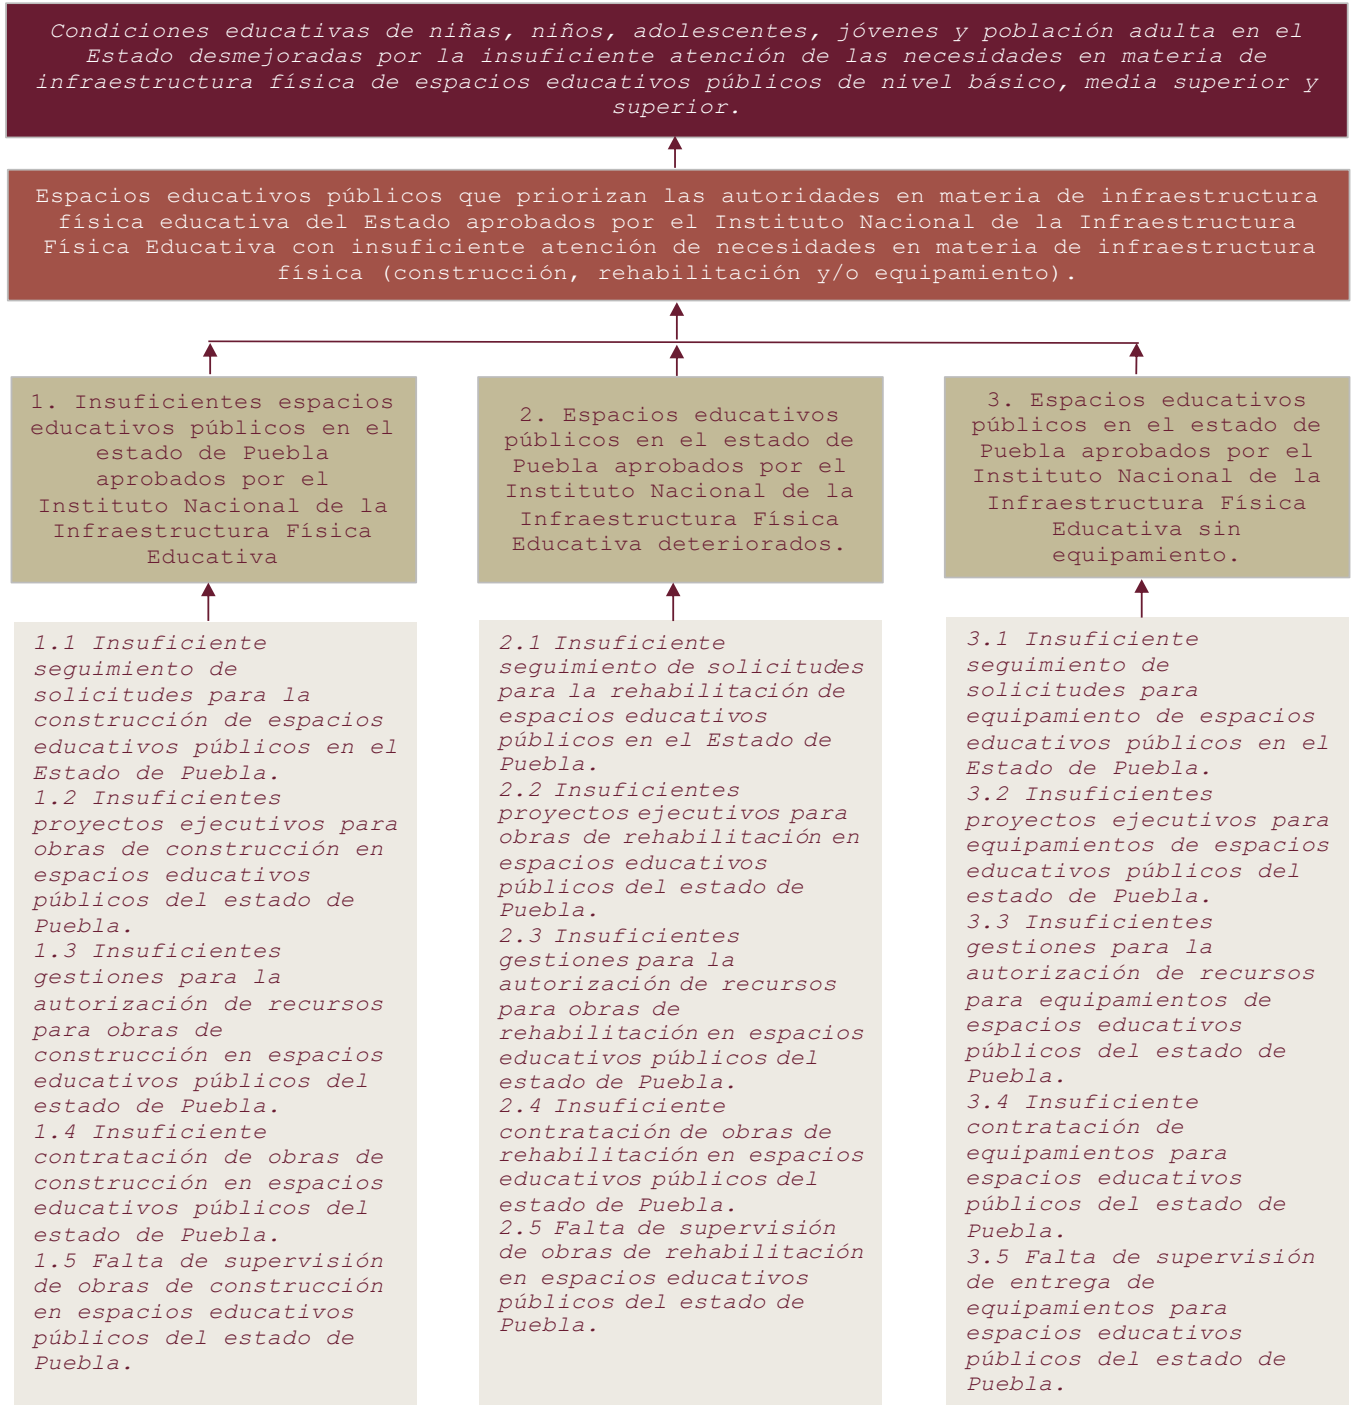 Condiciones educativas de niñas, niños, adolescentes, jóvenes y población adulta en el
Estado desmejoradas por la insuficiente atención de las necesidades en materia de
infraestructura física de espacios educativos públicos de nivel básico, media superior y
superior.
Espacios educativos públicos que priorizan las autoridades en materia de infraestructura
física educativa del Estado aprobados por el Instituto Nacional de la Infraestructura
Física Educativa con insuficiente atención de necesidades en materia de infraestructura
física (construcción, rehabilitación y/o equipamiento).
1. Insuficientes espacios
educativos públicos en el
estado de Puebla
aprobados por el
Instituto Nacional de la
Infraestructura Física
Educativa
2. Espacios educativos
públicos en el estado de
Puebla aprobados por el
Instituto Nacional de la
Infraestructura Física
Educativa deteriorados.
3. Espacios educativos
públicos en el estado de
Puebla aprobados por el
Instituto Nacional de la
Infraestructura Física
Educativa sin
equipamiento.
1.1 Insuficiente
seguimiento de
solicitudes para la
construcción de espacios
educativos públicos en el
Estado de Puebla.
1.2 Insuficientes
proyectos ejecutivos para
obras de construcción en
espacios educativos
públicos del estado de
Puebla.
1.3 Insuficientes
gestiones para la
autorización de recursos
para obras de
construcción en espacios
educativos públicos del
estado de Puebla.
1.4 Insuficiente
contratación de obras de
construcción en espacios
educativos públicos del
estado de Puebla.
1.5 Falta de supervisión
de obras de construcción
en espacios educativos
públicos del estado de
Puebla.
2.1 Insuficiente
seguimiento de solicitudes
para la rehabilitación de
espacios educativos
públicos en el Estado de
Puebla.
2.2 Insuficientes
proyectos ejecutivos para
obras de rehabilitación en
espacios educativos
públicos del estado de
Puebla.
2.3 Insuficientes
gestiones para la
autorización de recursos
para obras de
rehabilitación en espacios
educativos públicos del
estado de Puebla.
2.4 Insuficiente
contratación de obras de
rehabilitación en espacios
educativos públicos del
estado de Puebla.
2.5 Falta de supervisión
de obras de rehabilitación
en espacios educativos
públicos del estado de
Puebla.
3.1 Insuficiente
seguimiento de
solicitudes para
equipamiento de espacios
educativos públicos en el
Estado de Puebla.
3.2 Insuficientes
proyectos ejecutivos para
equipamientos de espacios
educativos públicos del
estado de Puebla.
3.3 Insuficientes
gestiones para la
autorización de recursos
para equipamientos de
espacios educativos
públicos del estado de
Puebla.
3.4 Insuficiente
contratación de
equipamientos para
espacios educativos
públicos del estado de
Puebla.
3.5 Falta de supervisión
de entrega de
equipamientos para
espacios educativos
públicos del estado de
Puebla.